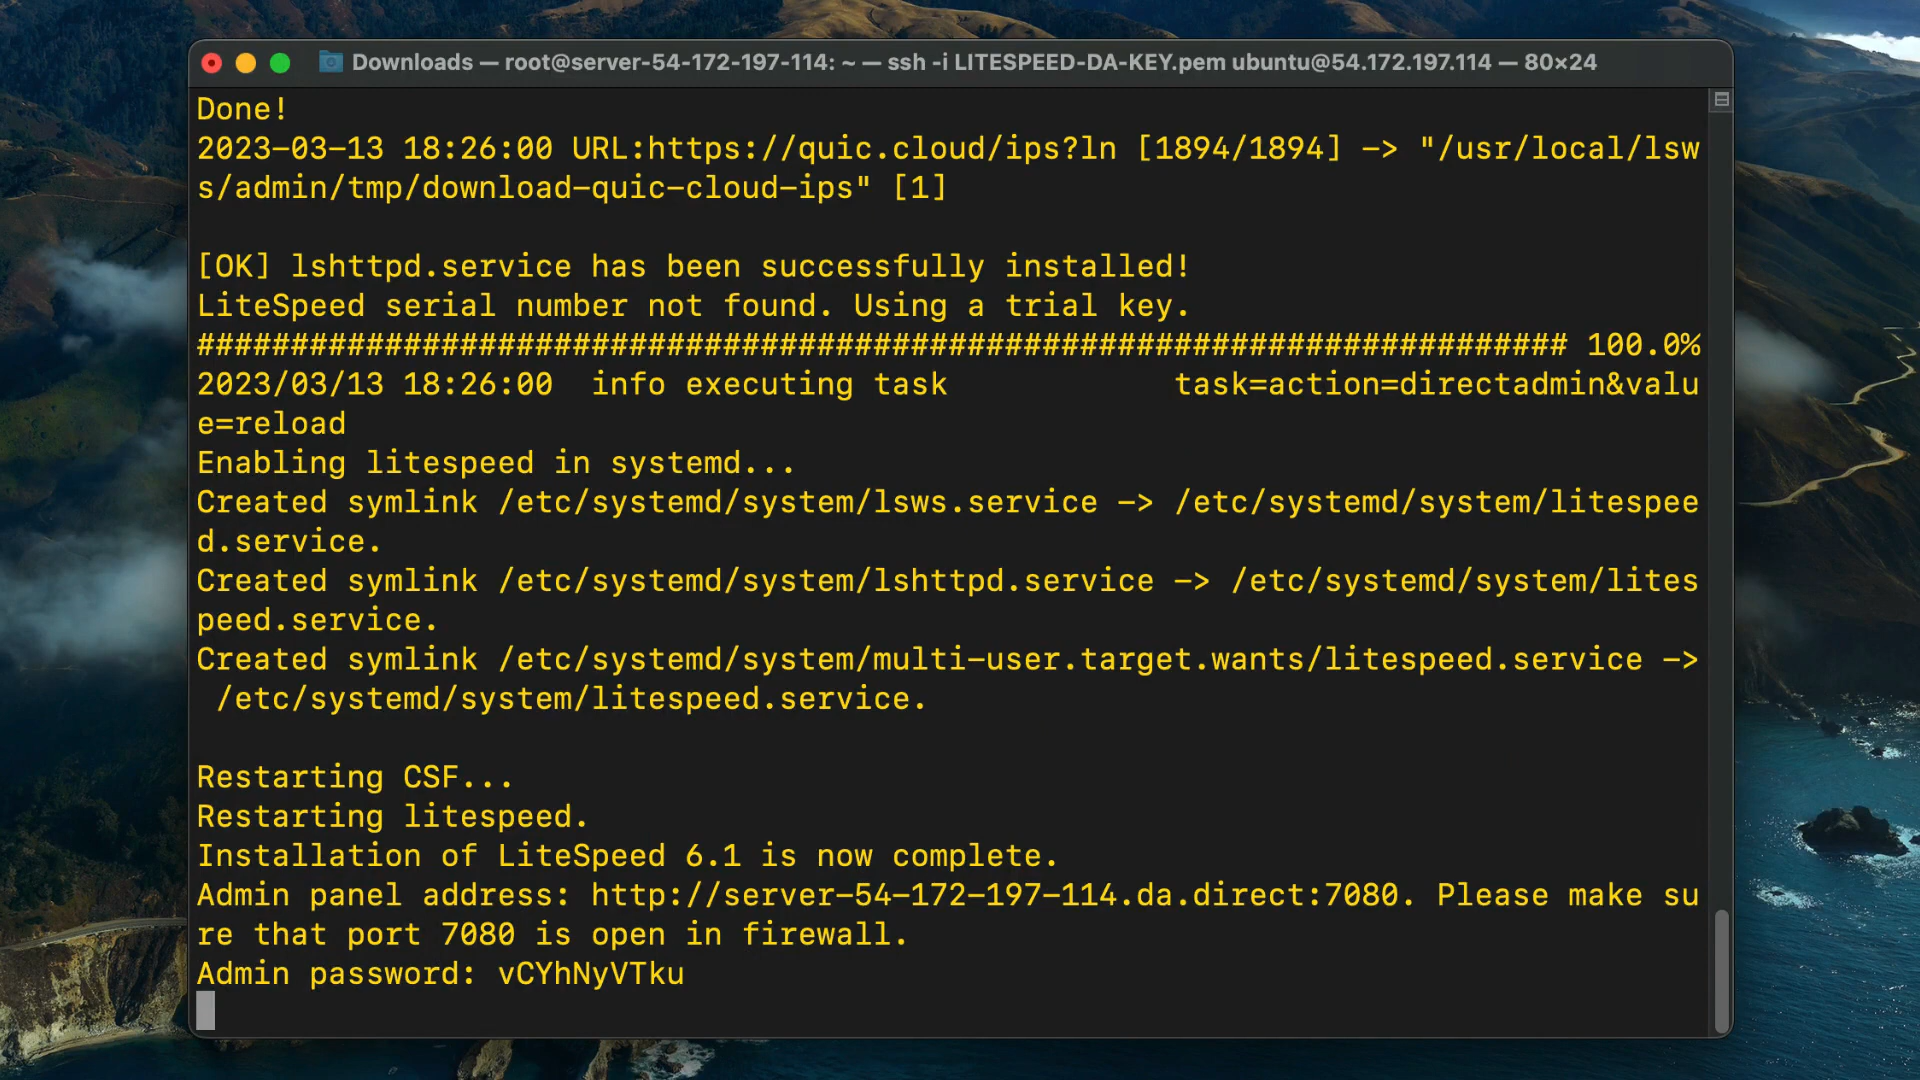 Downloads — root@server-54-172-197-114: ~ — ssh -i LITESPEED-DA-KEY.pem ubuntu@54.172.197.114 — 80×24
Done!
2023-03-13 18:26:00 URL:https://quic.cloud/ips?ln [1894/1894] -> "/usr/local/lsw
s/admin/tmp/download-quic-cloud-ips" [1]
[OK] lshttpd.service has been successfully installed!
LiteSpeed serial number not found. Using a trial key.
######################################################################### 100.0%
2023/03/13 18:26:00  info executing task            task=action=directadmin&valu
e=reload
Enabling litespeed in systemd...
Created symlink /etc/systemd/system/lsws.service -> /etc/systemd/system/litespee
d.service.
Created symlink /etc/systemd/system/lshttpd.service -> /etc/systemd/system/lites
peed.service.
Created symlink /etc/systemd/system/multi-user.target.wants/litespeed.service ->
 /etc/systemd/system/litespeed.service.
Restarting CSF...
Restarting litespeed.
Installation of LiteSpeed 6.1 is now complete.
Admin panel address: http://server-54-172-197-114.da.direct:7080. Please make su
re that port 7080 is open in firewall.
Admin password: vCYhNyVTku